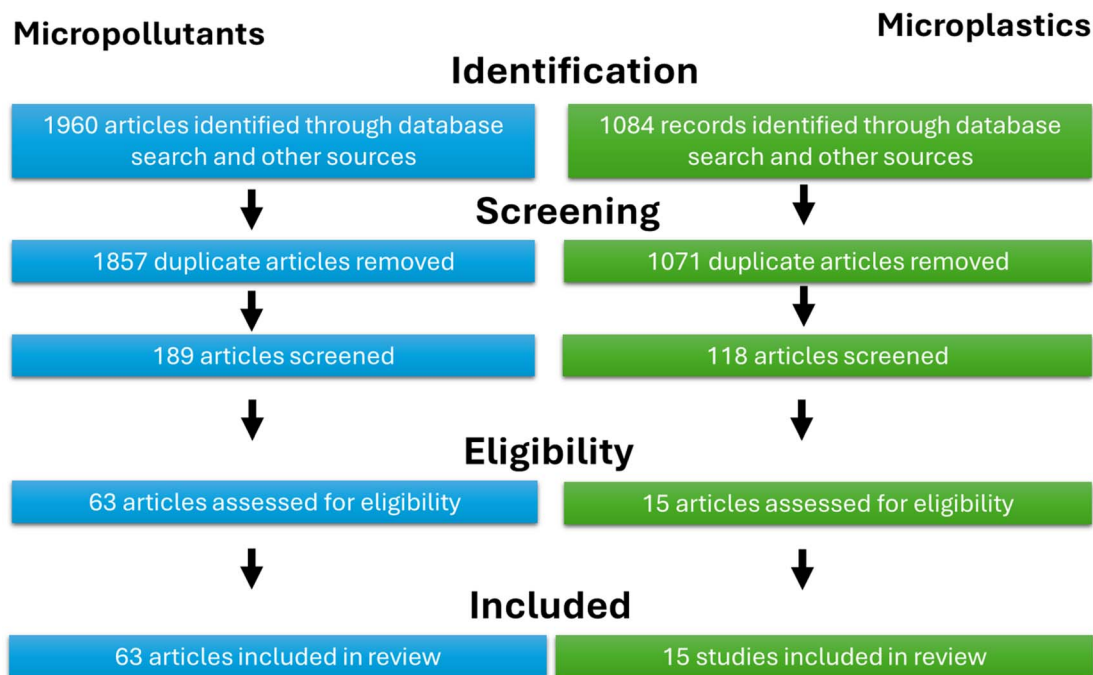 Micropollutants
Microplastics
Identification
1960 articles identified through database
search and other sources
1084 records identified through database
search and other sources
Screening
1857 duplicate articles removed
1071 duplicate articles removed
189 articles screened
118 articles screened
Eligibility
63 articles assessed for eligibility
15 articles assessed for eligibility
Included
63 articles included in review
15 studies included in review